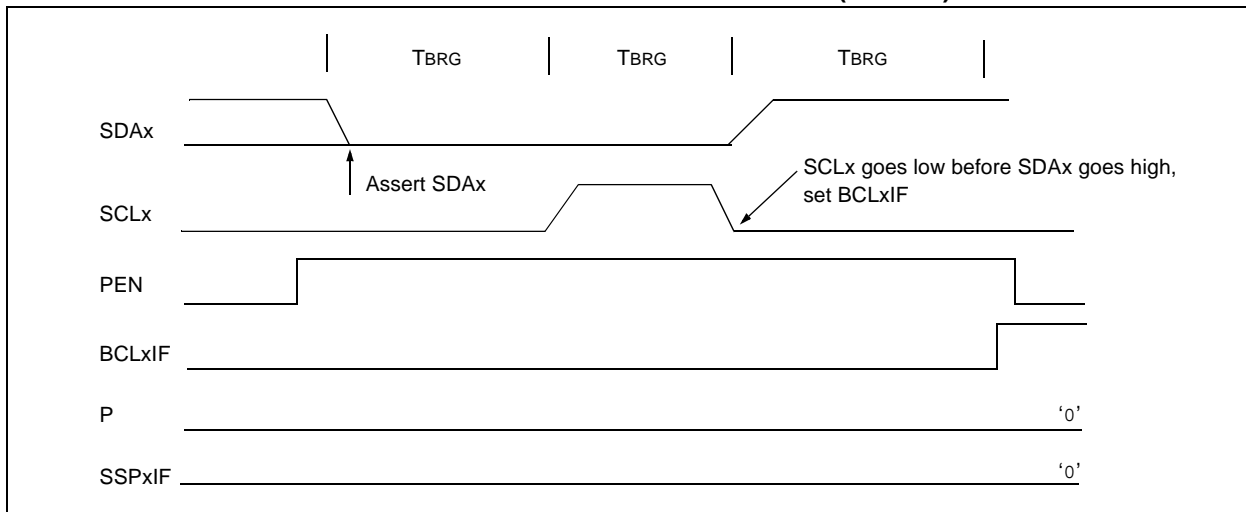 TBRG TBRG TBRG
SDAx
Assert SDAx
SCLx goes low before SDAx goes high,
set BCLxIF
SCLx
PEN
BCLxIF
P
‘0’
SSPxIF
‘0’